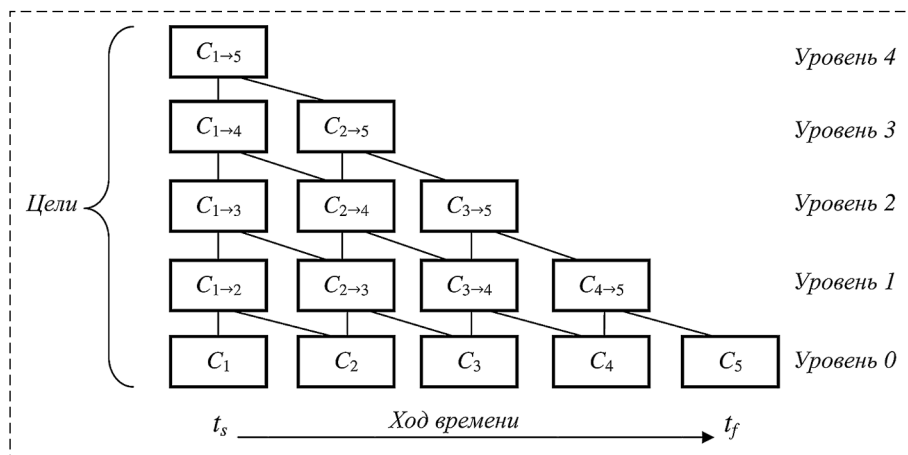 C₁→₅ Уровень 4
C₁→₄ C₂→₅ Уровень 3
Цели C₁→₃ C₂→₄ C₃→₅ Уровень 2
C₁→₂ C₂→₃ C₃→₄ C₄→₅ Уровень 1
C₁ C₂ C₃ C₄ C₅ Уровень 0
tₛ Ход времени t_f